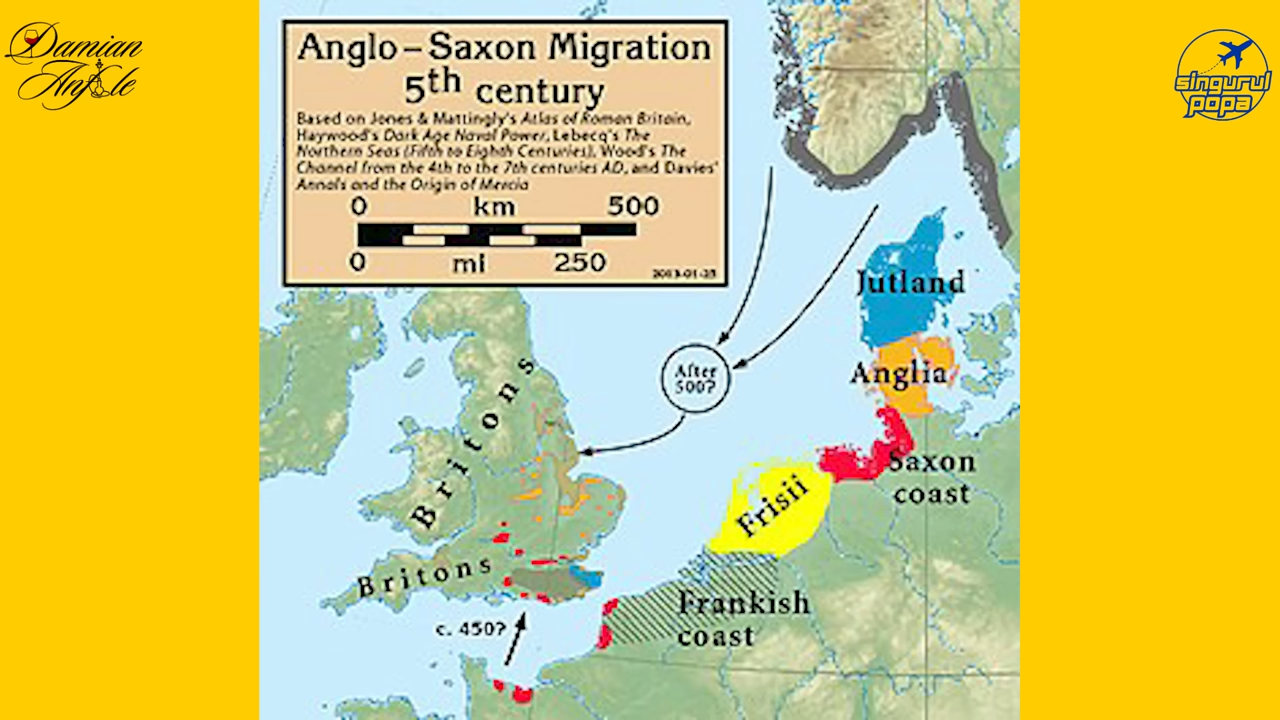 Damian
Anjole
singurul
popa
Anglo-Saxon Migration
5th century
Based on Jones & Mattingly's Atlas of Roman Britain,
Haywood's Dark Age Naval Power, Lebecq's The
Northern Seas (Fifth to Eighth Centuries), Wood's The
Channel from the 4th to the 7th centuries AD, and Davies'
Annals and the Origin of Mercia
0 km 500
0 mi 250
2013-01-25
Jutland
After
500?
Anglia
Britons
Saxon
coast
Frisii
Britons
Frankish
coast
c. 450?